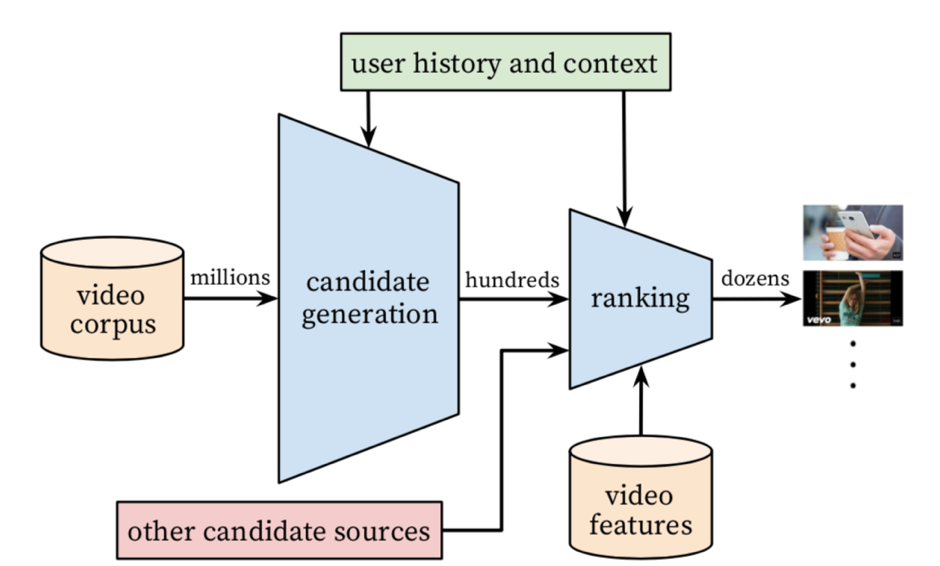 user history and context
video
corpus
millions
candidate
generation
hundreds
ranking
dozens
vevo
other candidate sources
video
features